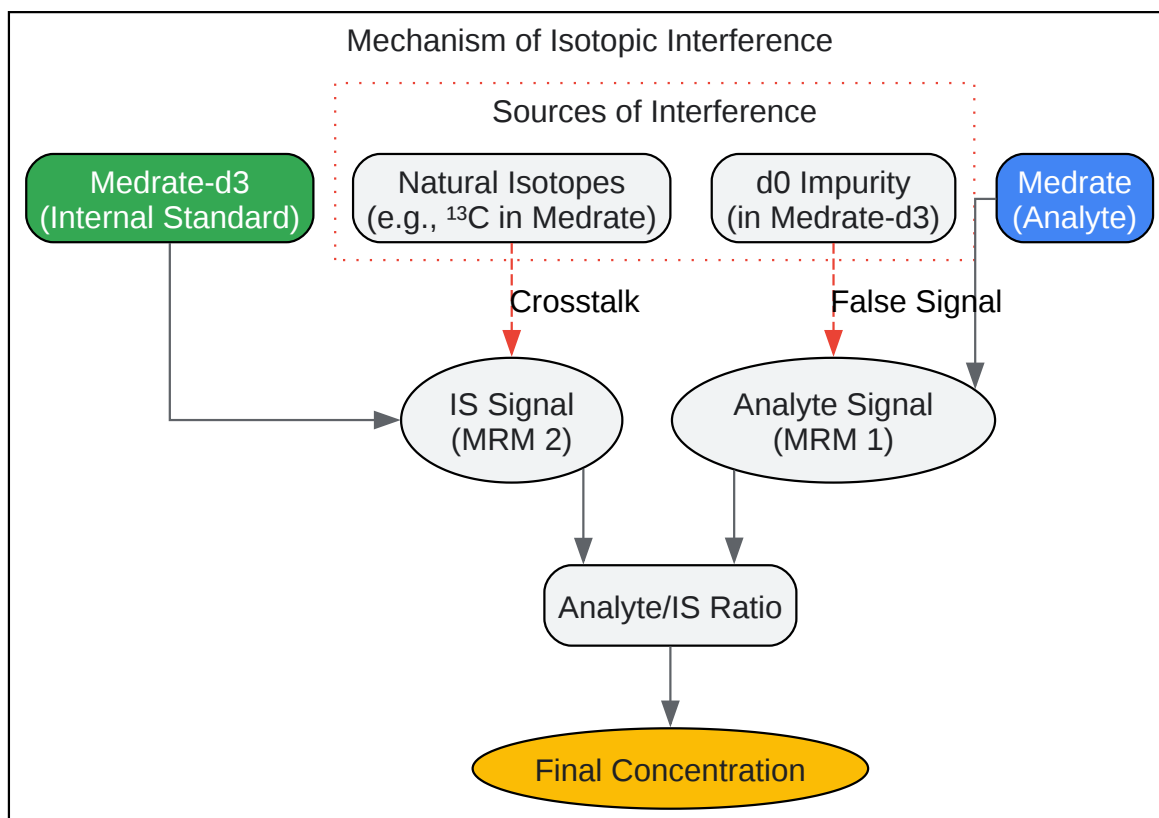 Mechanism of Isotopic Interference
Sources of Interference
Medrate-d3
(Internal Standard)
Natural Isotopes
(e.g., ¹³C in Medrate)
d0 Impurity
(in Medrate-d3)
Medrate
(Analyte)
Crosstalk
False Signal
IS Signal
(MRM 2)
Analyte Signal
(MRM 1)
Analyte/IS Ratio
Final Concentration